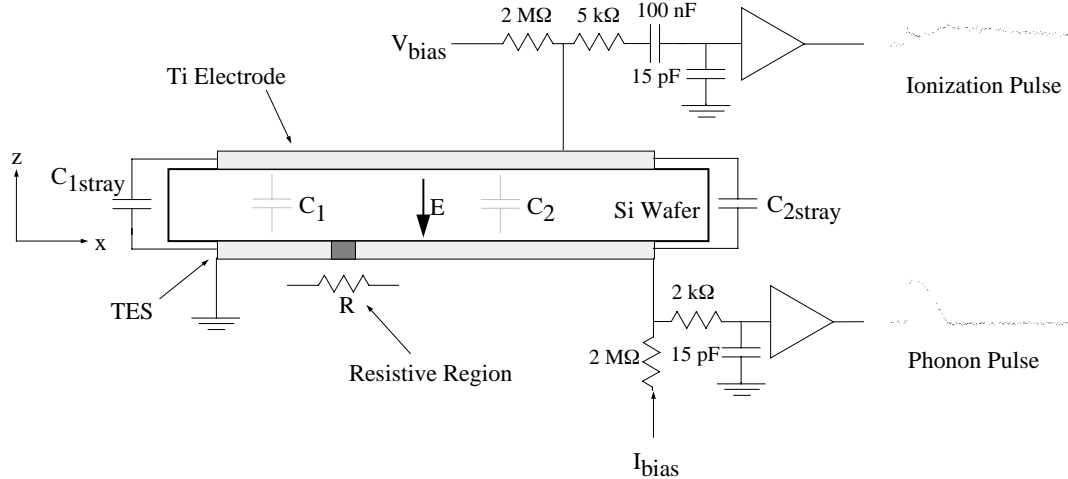 2 MΩ
5 kΩ
100 nF
V_bias
15 pF
Ionization Pulse
Ti Electrode
z
C_1stray
C_1
E
C_2
Si Wafer
C_2stray
x
TES
R
2 kΩ
Resistive Region
2 MΩ
15 pF
Phonon Pulse
I_bias